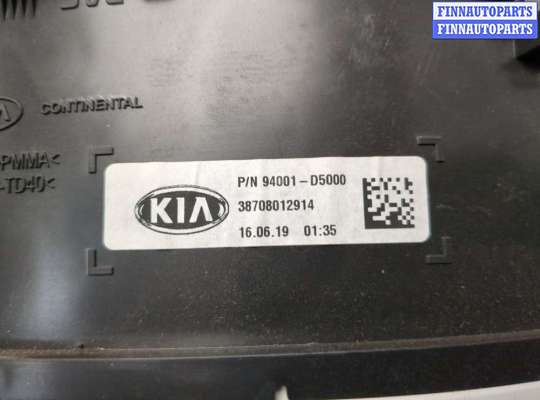 FINNAUTOPARTS
FINNAUTOPARTS
CONTINENTAL
PMMA<
TD40<
KIA
P/N 94001-D5000
38708012914
16.06.19 01:35